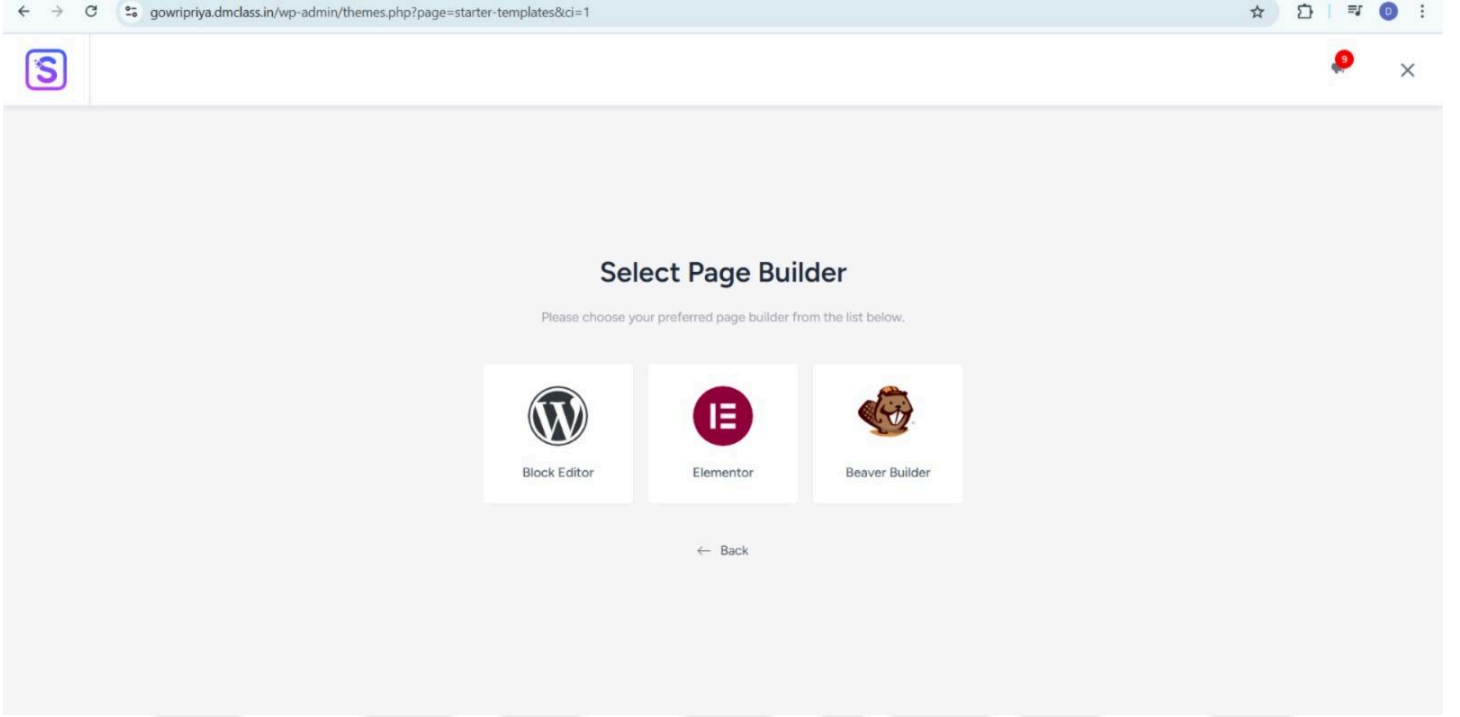 gowripriya.dmclass.in/wp-admin/themes.php?page=starter-templates&ci=1
D
S
9
Select Page Builder
Please choose your preferred page builder from the list below.
Block Editor
Elementor
Beaver Builder
← Back